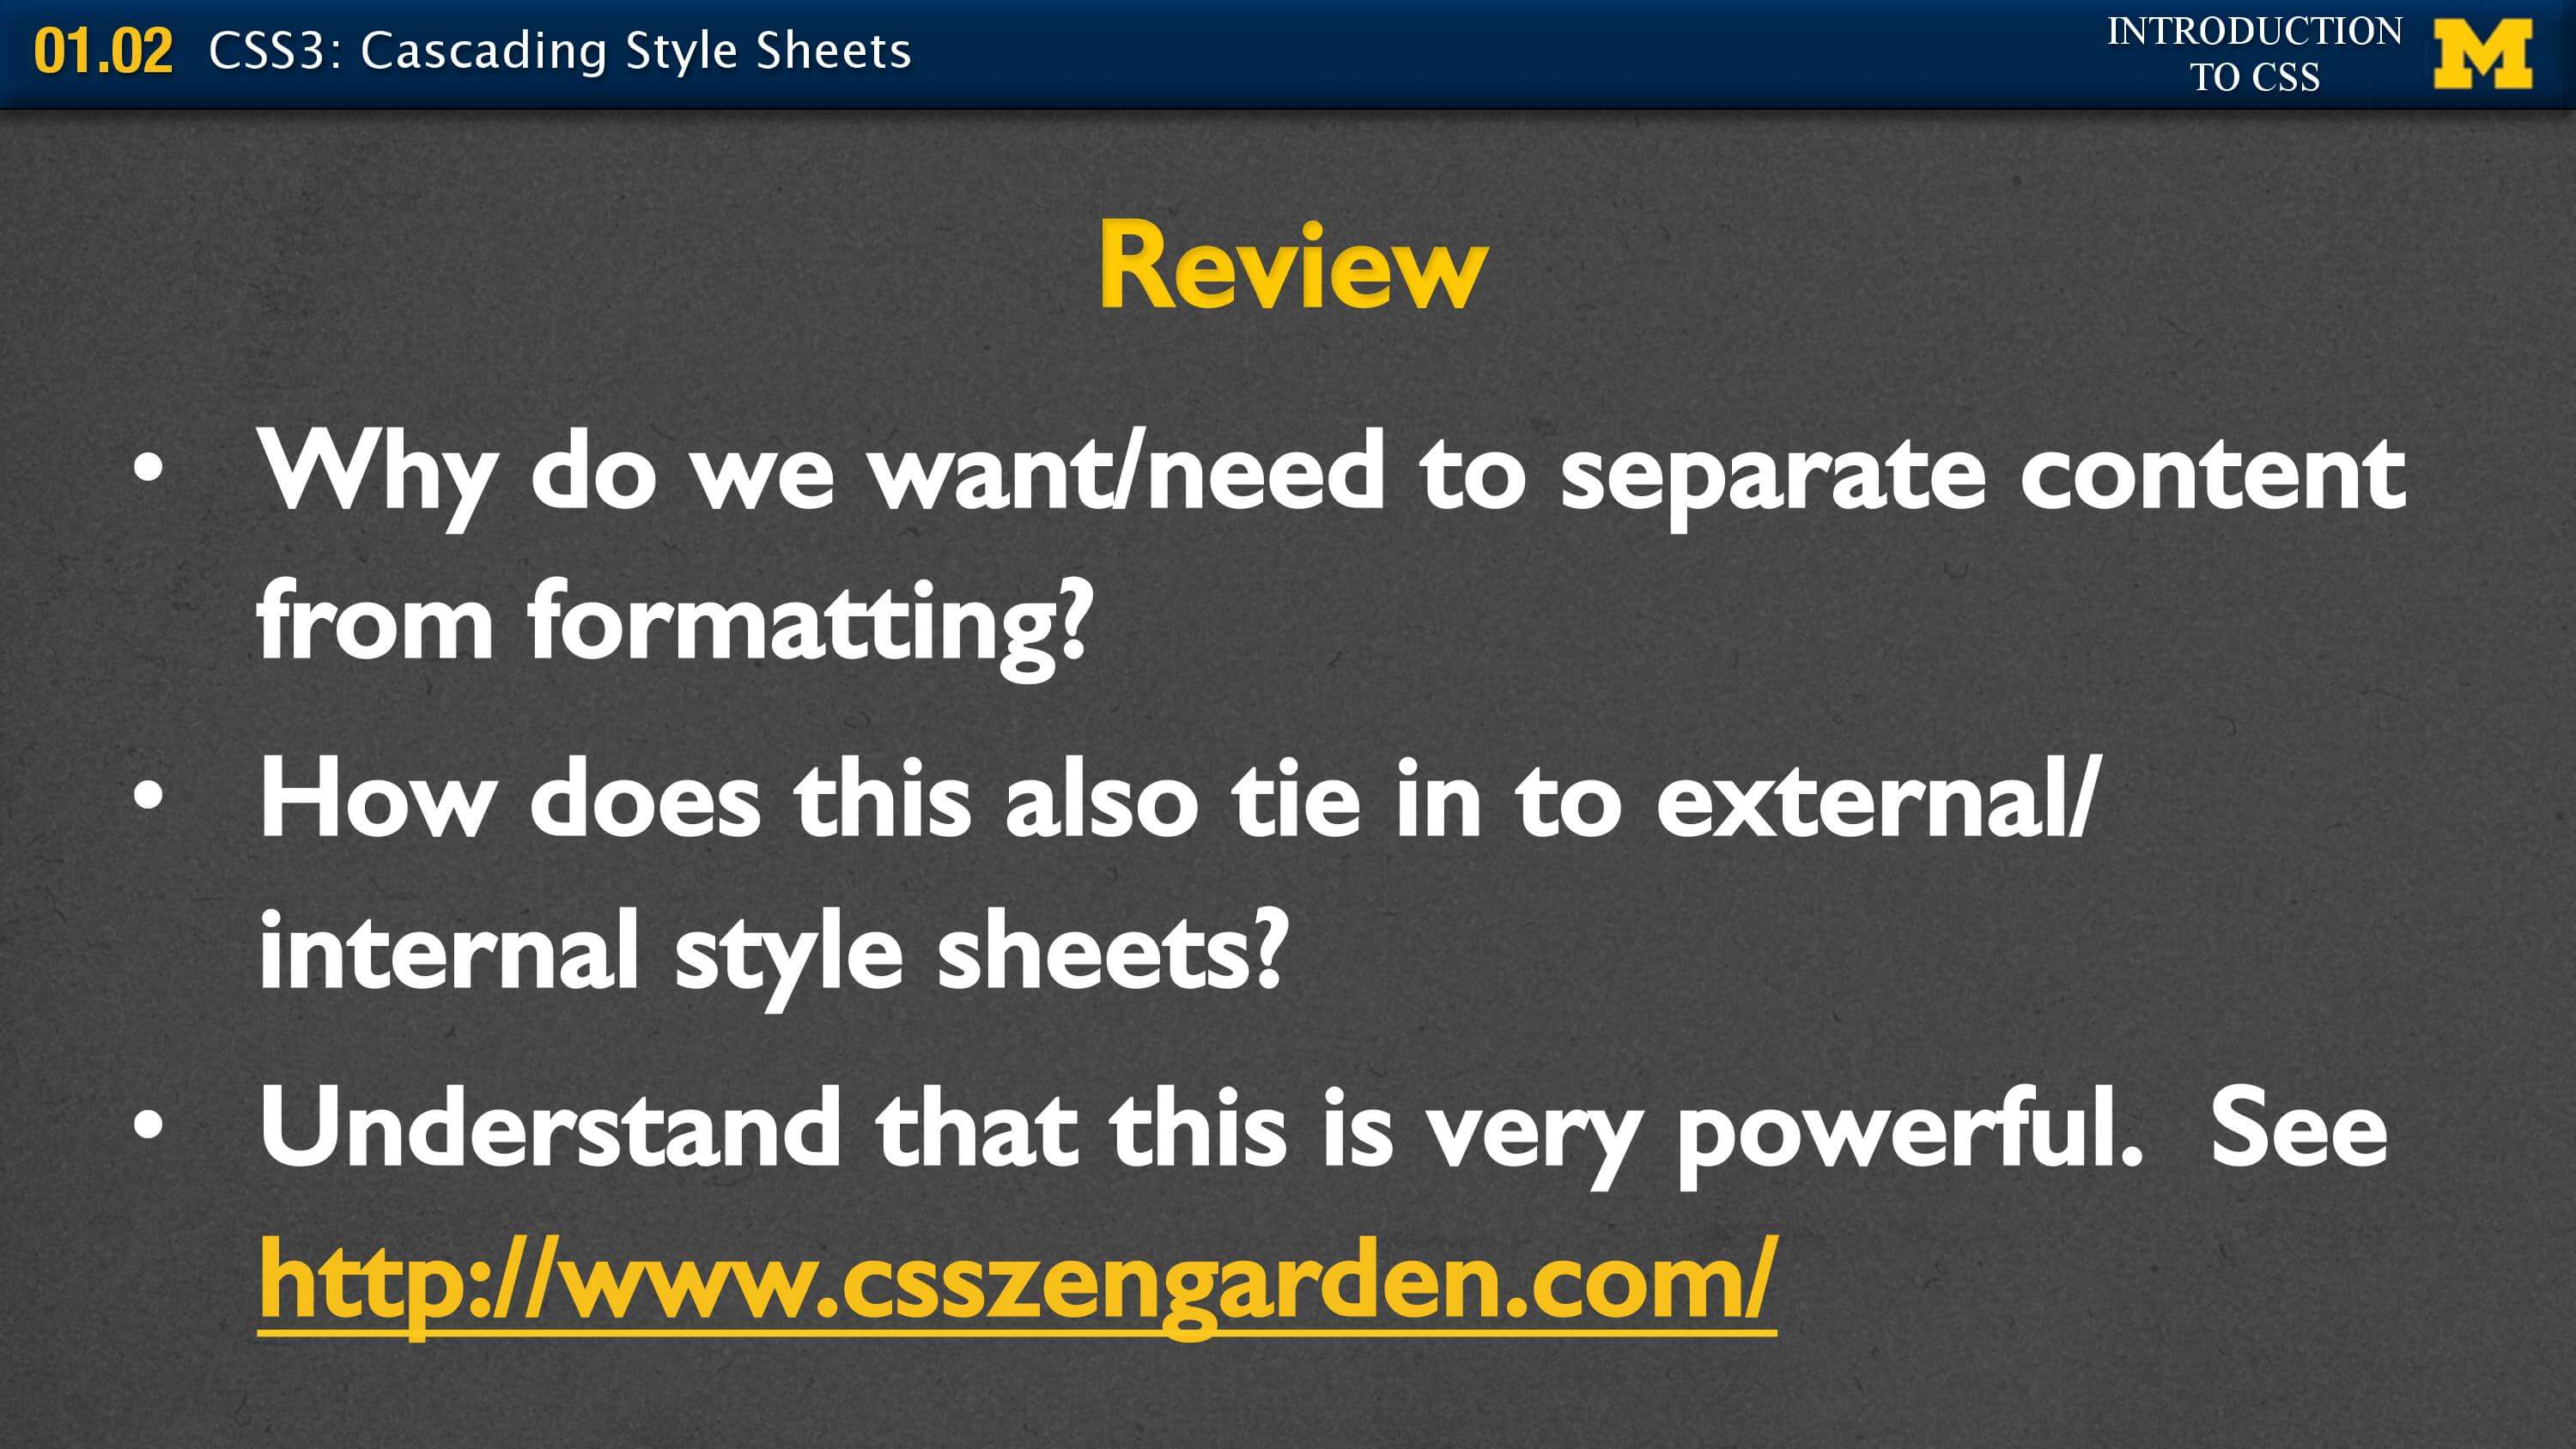 01.02 CSS3: Cascading Style Sheets
INTRODUCTION
TO CSS
M
Review
• Why do we want/need to separate content
from formatting?
• How does this also tie in to external/
internal style sheets?
• Understand that this is very powerful.  See
http://www.csszengarden.com/